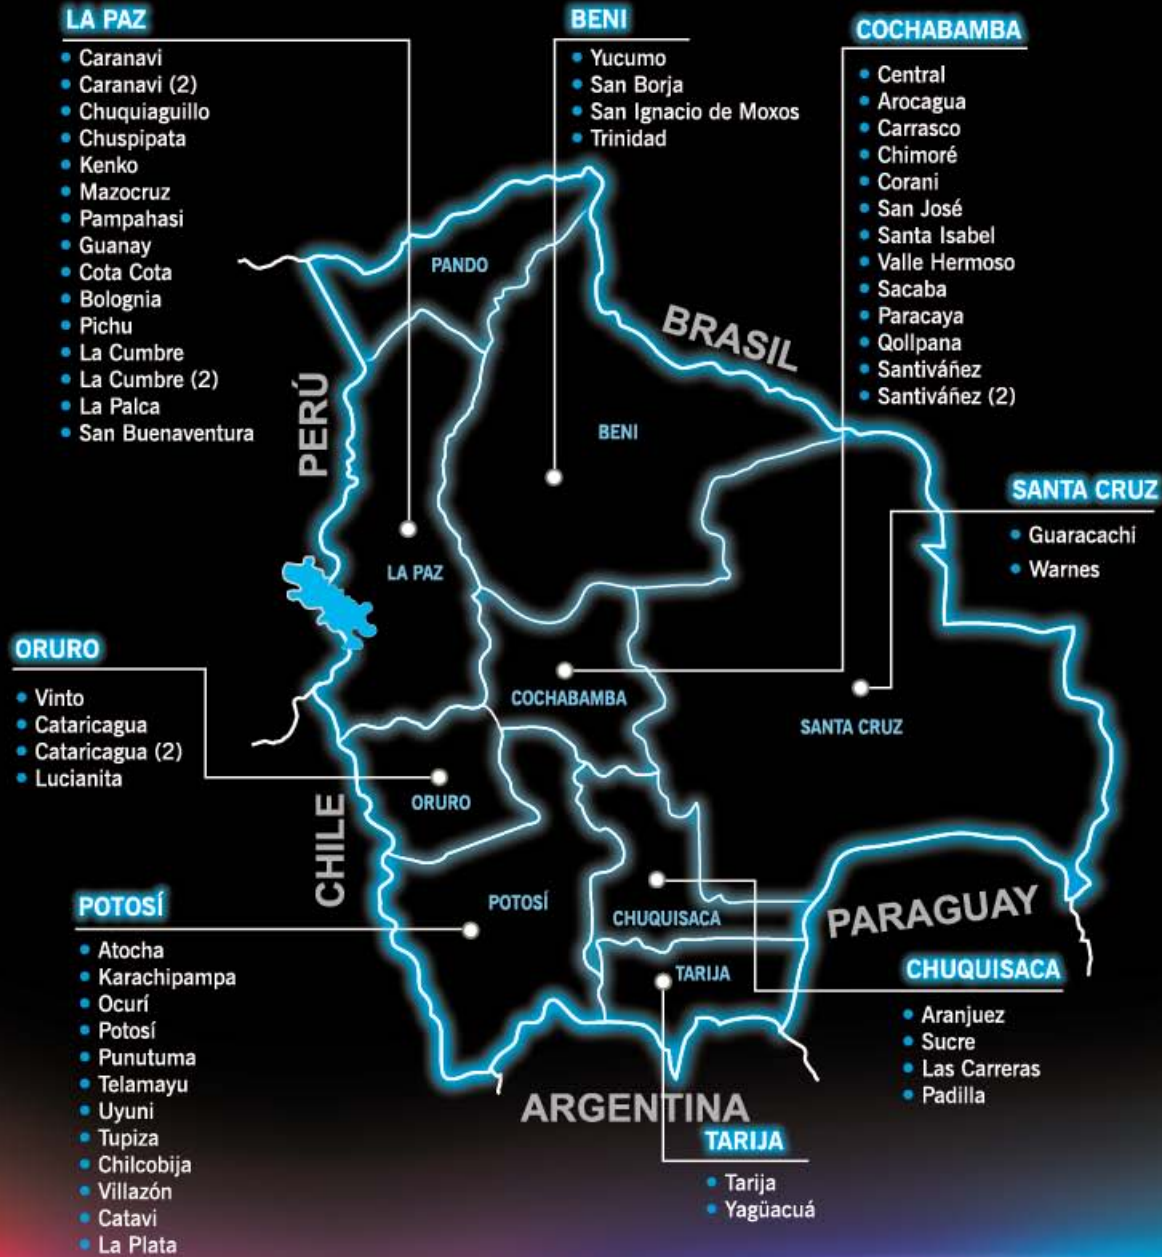 LA PAZ
Caranavi
Caranavi (2)
Chuquiaguillo
Chuspipata
Kenko
Mazocruz
Pampahasi
Guanay
Cota Cota
Bolognia
Pichu
La Cumbre
La Cumbre (2)
La Palca
San Buenaventura
BENI
Yucumo
San Borja
San Ignacio de Moxos
Trinidad
COCHABAMBA
Central
Arocagua
Carrasco
Chimoré
Corani
San José
Santa Isabel
Valle Hermoso
Sacaba
Paracaya
Qollpana
Santiváñez
Santiváñez (2)
PANDO
BRASIL
PERÚ
BENI
LA PAZ
SANTA CRUZ
Guaracachi
Warnes
ORURO
Vinto
Cataricagua
Cataricagua (2)
Lucianita
COCHABAMBA
SANTA CRUZ
ORURO
CHILE
POTOSÍ
CHUQUISACA
PARAGUAY
TARIJA
POTOSÍ
Atocha
Karachipampa
Ocurí
Potosí
Punutuma
Telamayu
Uyuni
Tupiza
Chilcobija
Villazón
Catavi
La Plata
CHUQUISACA
Aranjuez
Sucre
Las Carreras
Padilla
ARGENTINA
TARIJA
Tarija
Yagüacuá